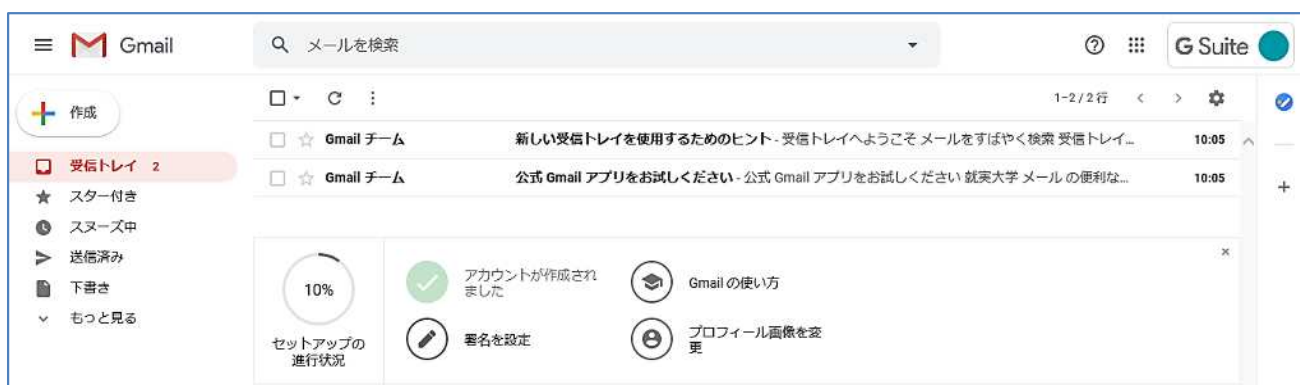 Gmail
メールを検索
G Suite
作成
1-2 / 2 行
Gmail チーム 新しい受信トレイを使用するためのヒント - 受信トレイへようこそ メールをすばやく検索 受信トレイ... 10:05
Gmail チーム 公式 Gmail アプリをお試しください - 公式 Gmail アプリをお試しください 就実大学 メール の便利な... 10:05
受信トレイ 2
スター付き
スヌーズ中
送信済み
下書き
もっと見る
10%
セットアップの
進行状況
アカウントが作成され
ました
Gmail の使い方
署名を設定
プロフィール画像を変
更